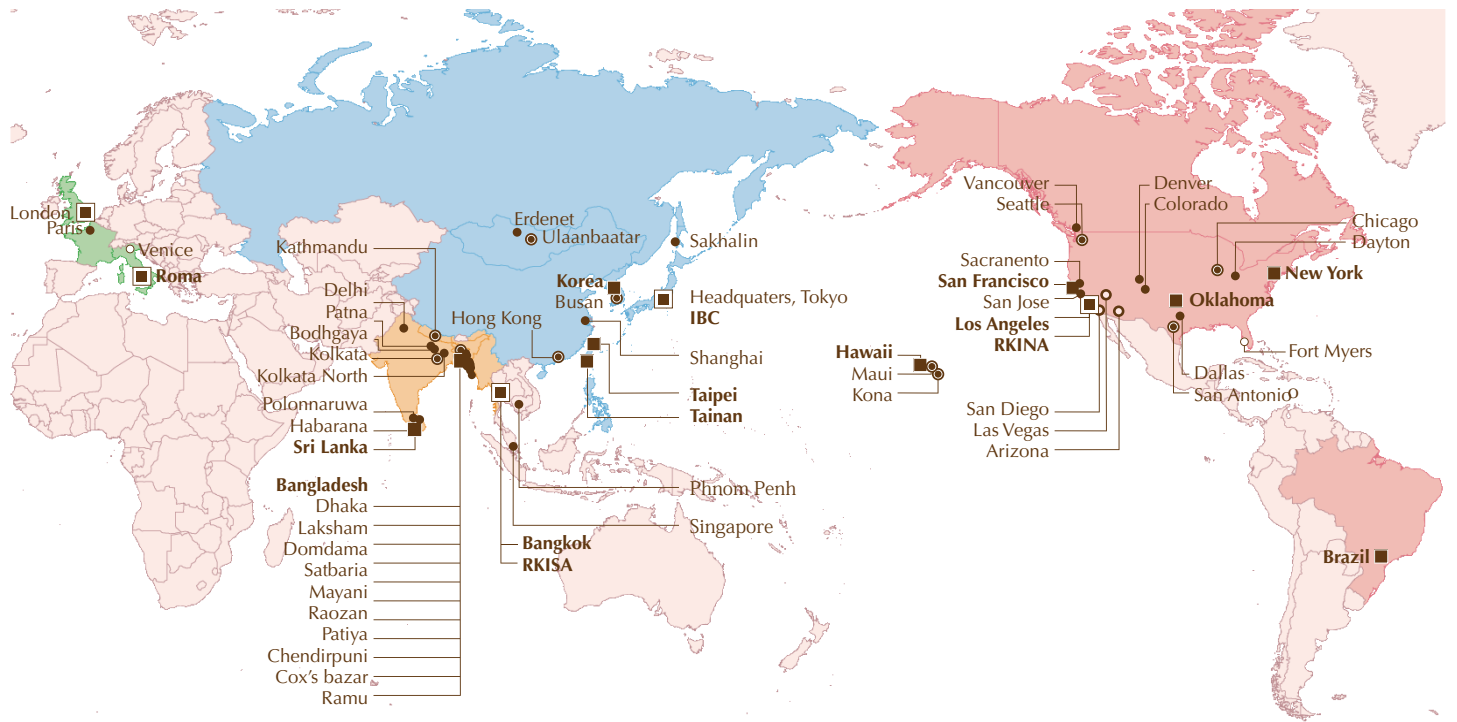 London
Paris
Venice
Roma
Kathmandu
Delhi
Patna
Bodhgaya
Kolkata
Kolkata North
Polonnaruwa
Habarana
Sri Lanka
Bangladesh
Dhaka
Laksham
Domdama
Satbaria
Mayani
Raozan
Patiya
Chendirpuni
Cox's bazar
Ramu
Erdenet
Ulaanbaatar
Sakhalin
Korea
Busan
Headquaters, Tokyo
IBC
Hong Kong
Shanghai
Taipei
Tainan
Phnom Penh
Singapore
Bangkok
RKISA
Hawaii
Maui
Kona
Vancouver
Seattle
Denver
Colorado
Chicago
Dayton
Sacranento
San Francisco
San Jose
Los Angeles
RKINA
New York
Oklahoma
Fort Myers
Dallas
San Antonio
San Diego
Las Vegas
Arizona
Brazil